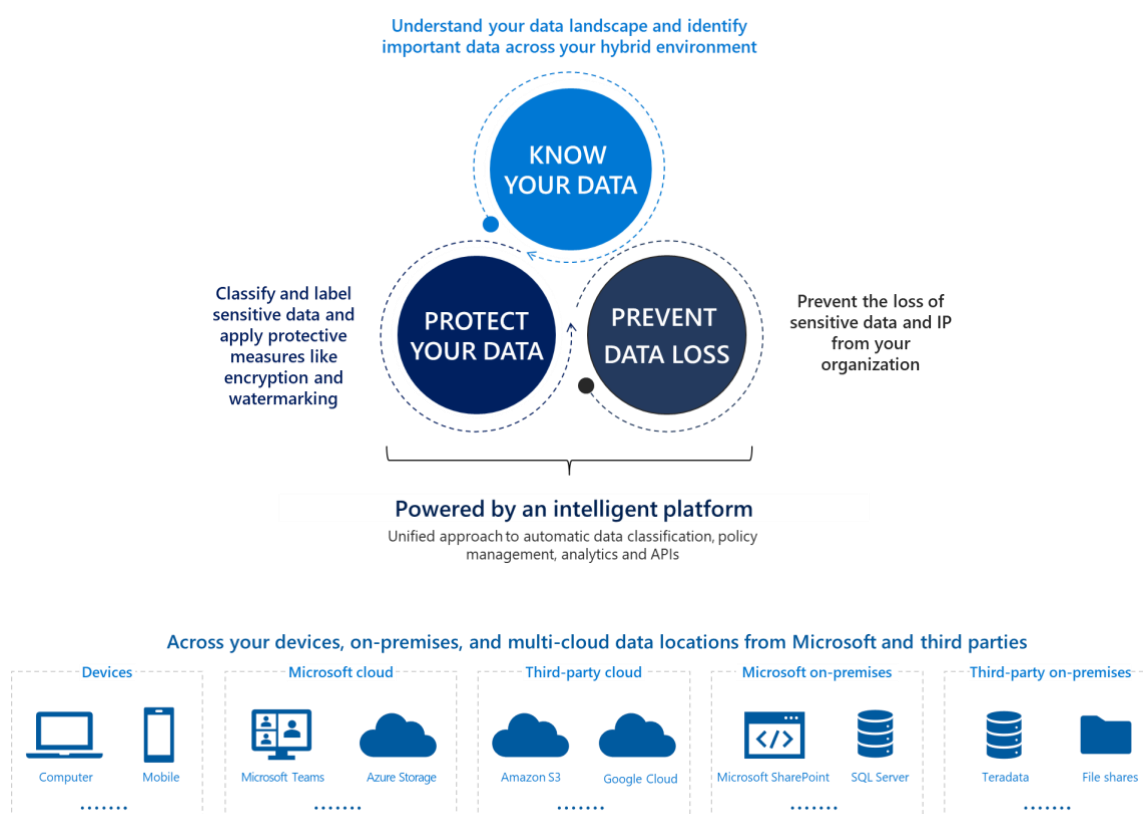 Understand your data landscape and identify
important data across your hybrid environment
KNOW
YOUR DATA
Classify and label
sensitive data and
apply protective
measures like
encryption and
watermarking
PROTECT
YOUR DATA
PREVENT
DATA LOSS
Prevent the loss of
sensitive data and IP
from your
organization
Powered by an intelligent platform
Unified approach to automatic data classification, policy
management, analytics and APIs
Across your devices, on-premises, and multi-cloud data locations from Microsoft and third parties
Devices
Computer
Mobile
Microsoft cloud
Microsoft Teams
Azure Storage
Third-party cloud
Amazon S3
Google Cloud
Microsoft on-premises
</>
Microsoft SharePoint
SQL Server
Third-party on-premises
Teradata
File shares